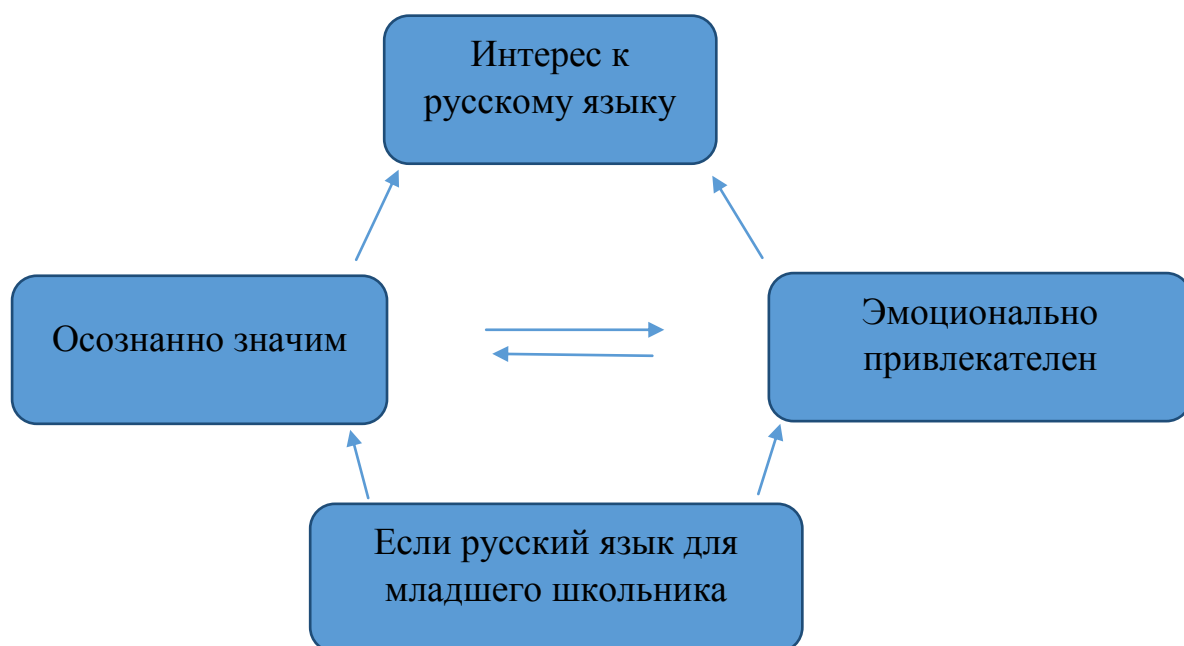 Интерес к
русскому языку
Осознанно значим
Эмоционально
привлекателен
Если русский язык для
младшего школьника